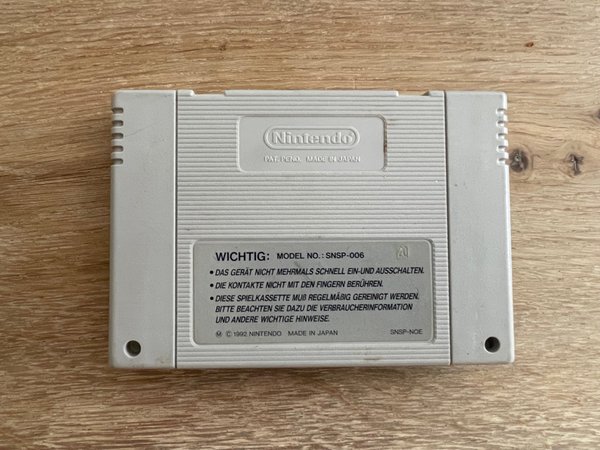 Nintendo
PAT. PEND. MADE IN JAPAN
WICHTIG: MODEL NO.: SNSP-006
• DAS GERÄT NICHT MEHRMALS SCHNELL EIN-UND AUSSCHALTEN.
• DIE KONTAKTE NICHT MIT DEN FINGERN BERÜHREN.
• DIESE SPIELKASSETTE MUß REGELMÄßIG GEREINIGT WERDEN.
BITTE BEACHTEN SIE DAZU DIE VERBRAUCHERINFORMATION
UND ANDERE WICHTIGE HINWEISE.
Ⓜ © 1992 NINTENDO MADE IN JAPAN SNSP-NOE